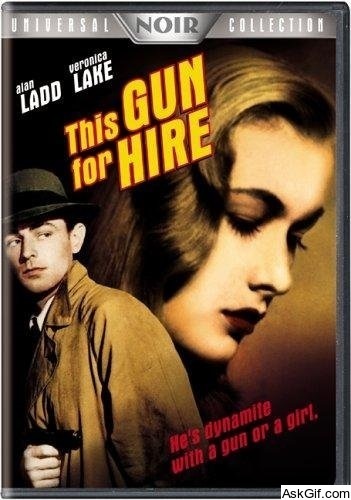 UNIVERSAL NOIR COLLECTION
alan LADD
veronica LAKE
This GUN
for HIRE
He's dynamite
with a gun or a girl.
AskGif.com